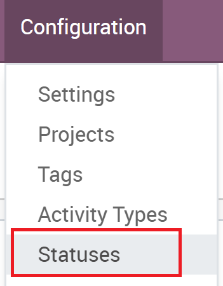 Configuration
Settings
Projects
Tags
Activity Types
Statuses